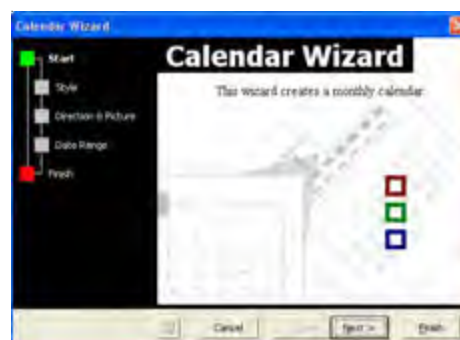 Calendar Wizard
Start
Style
Direction & Picture
Date Range
Finish
Calendar Wizard
This wizard creates a monthly calendar
Cancel
Next >
Finish